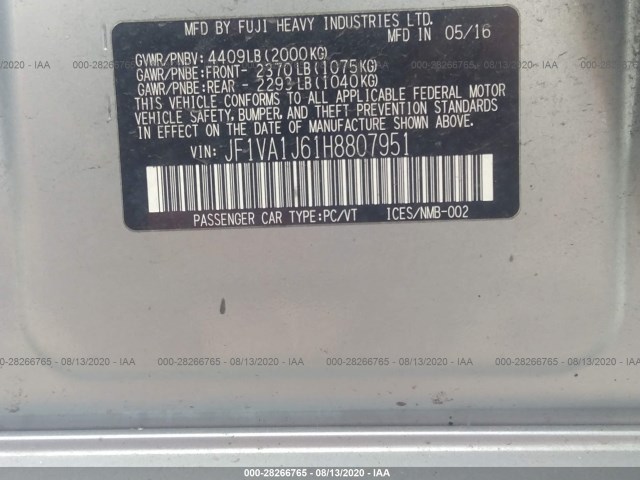 MFD BY FUJI HEAVY INDUSTRIES LTD.
MFD IN 05/16
GVWR/PNBV: 4409LB(2000KG)
GAWR/PNBE:FRONT- 2370LB(1075KG)
GAWR/PNBE:REAR - 2293LB(1040KG)
THIS VEHICLE CONFORMS TO ALL APPLICABLE FEDERAL MOTOR
VEHICLE SAFETY, BUMPER, AND THEFT PREVENTION STANDARDS
IN EFFECT ON THE DATE OF MANUFACTURE SHOWN ABOVE.
VIN: JF1VA1J61H8807951
PASSENGER CAR TYPE:PC/VT ICES/NMB-002
000-28266765 - 08/13/2020 - IAA